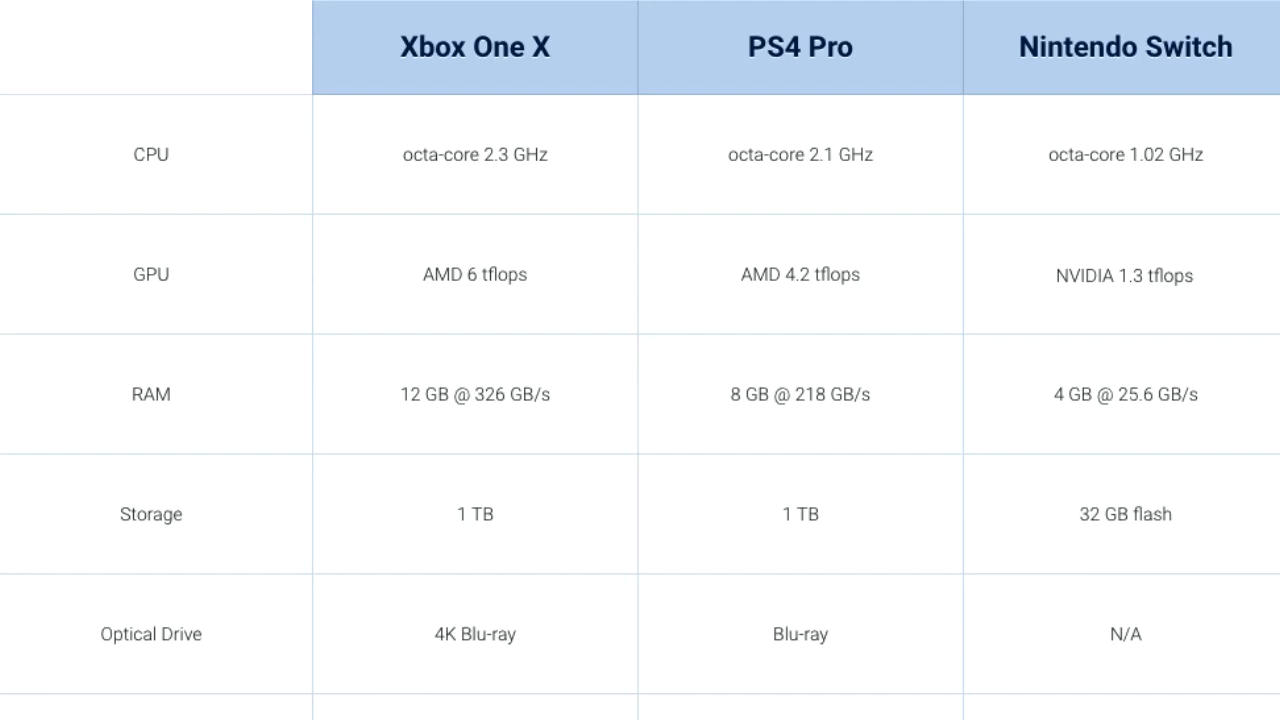 Xbox One X PS4 Pro Nintendo Switch
CPU octa-core 2.3 GHz octa-core 2.1 GHz octa-core 1.02 GHz
GPU AMD 6 tflops AMD 4.2 tflops NVIDIA 1.3 tflops
RAM 12 GB @ 326 GB/s 8 GB @ 218 GB/s 4 GB @ 25.6 GB/s
Storage 1 TB 1 TB 32 GB flash
Optical Drive 4K Blu-ray Blu-ray N/A